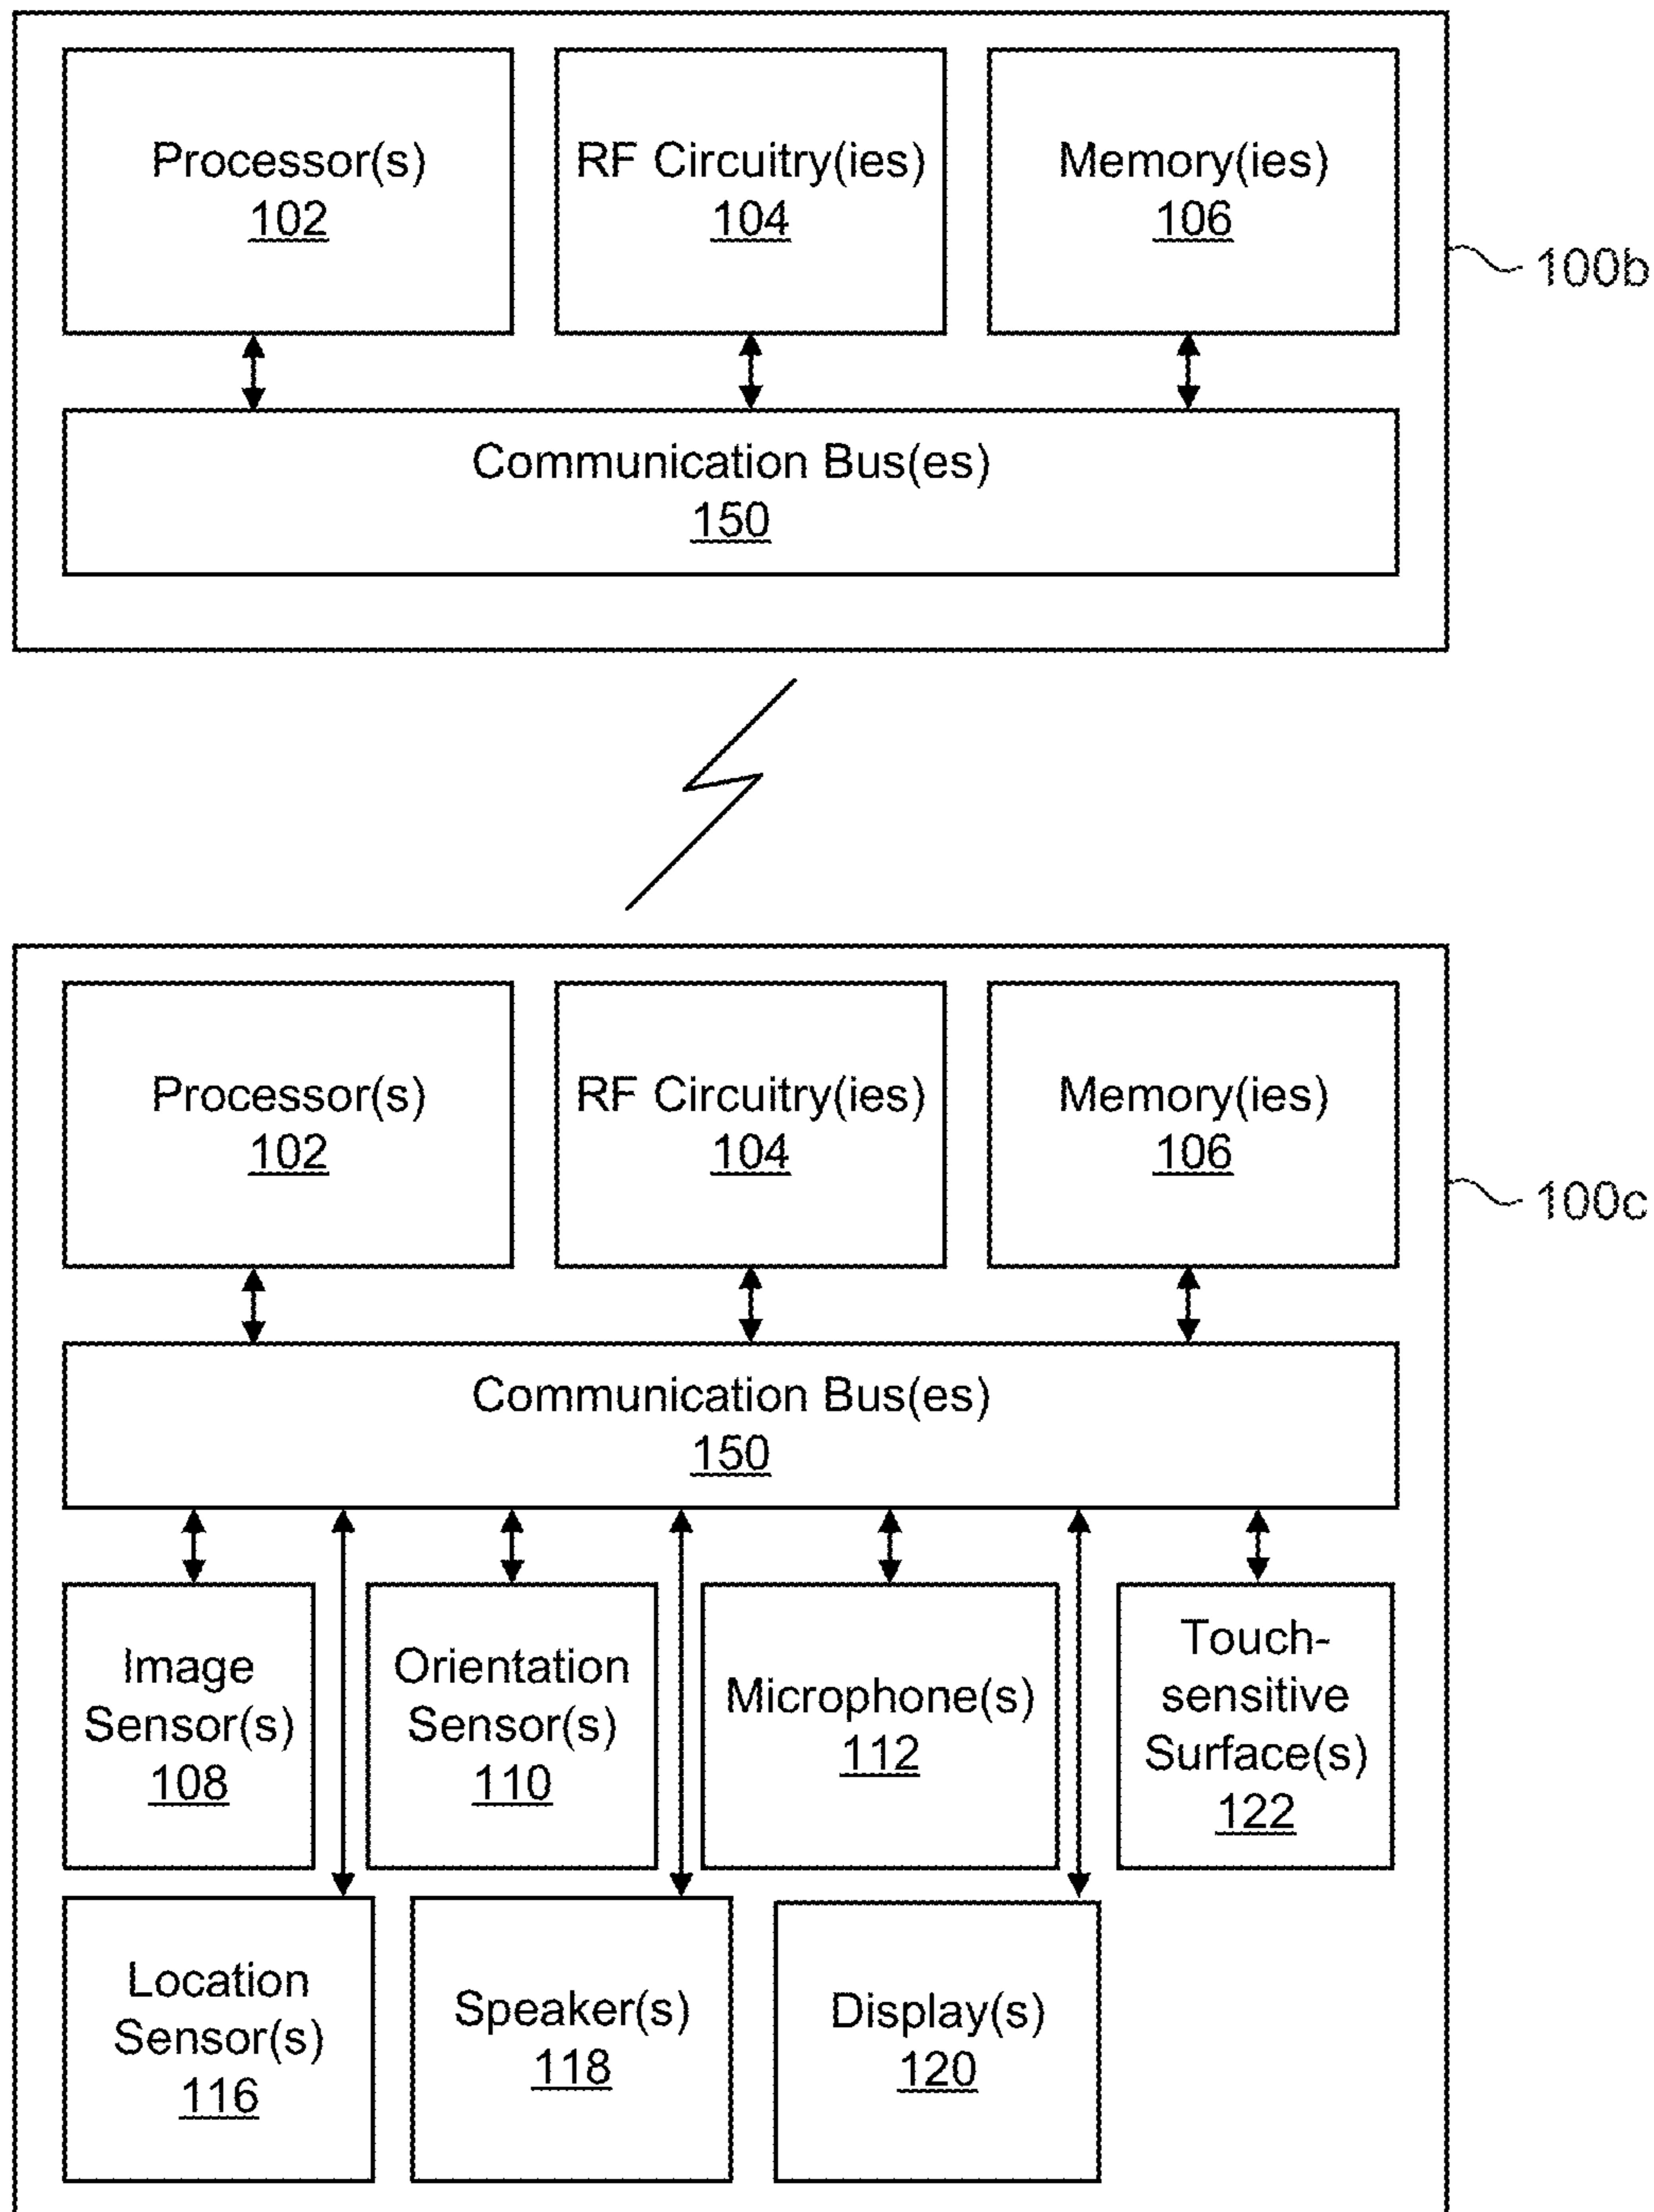 Processor(s)
102
RF Circuitry(ies)
104
Memory(ies)
106
100b
Communication Bus(es)
150
Processor(s)
102
RF Circuitry(ies)
104
Memory(ies)
106
100c
Communication Bus(es)
150
Image
Sensor(s)
108
Orientation
Sensor(s)
110
Microphone(s)
112
Touch-
sensitive
Surface(s)
122
Location
Sensor(s)
116
Speaker(s)
118
Display(s)
120